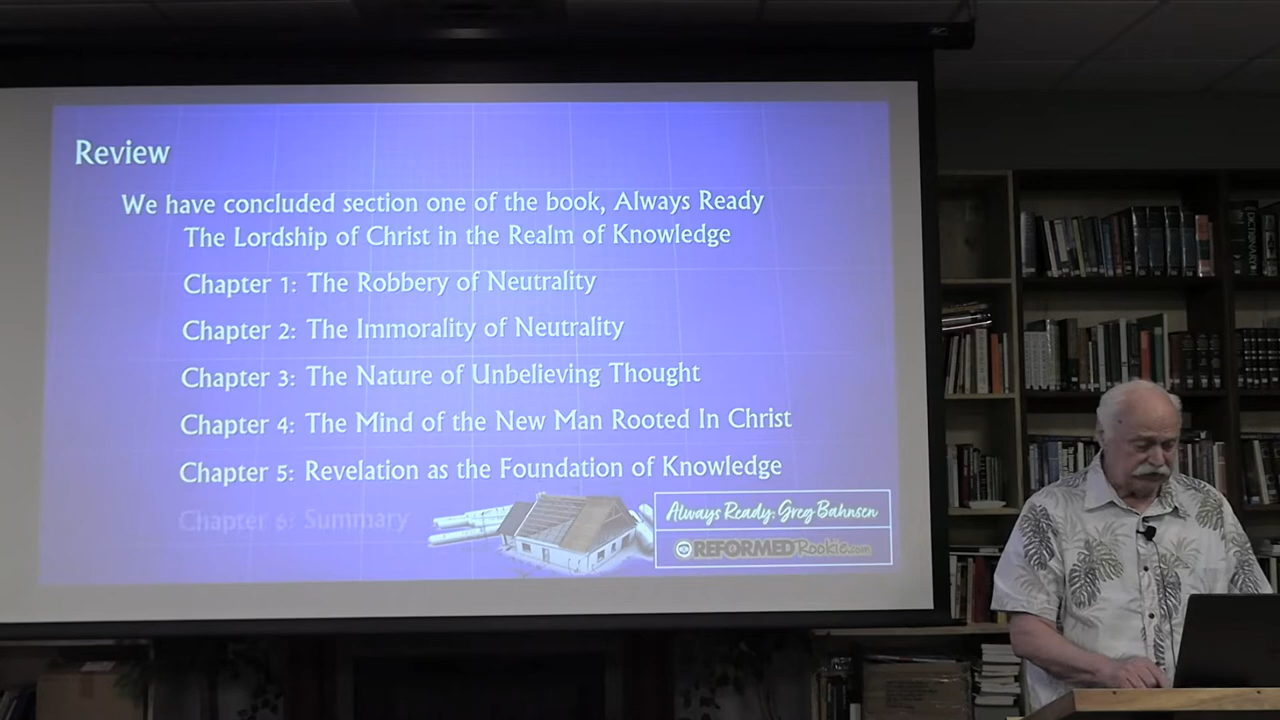 Review
We have concluded section one of the book, Always Ready
The Lordship of Christ in the Realm of Knowledge
Chapter 1: The Robbery of Neutrality
Chapter 2: The Immorality of Neutrality
Chapter 3: The Nature of Unbelieving Thought
Chapter 4: The Mind of the New Man Rooted In Christ
Chapter 5: Revelation as the Foundation of Knowledge
Chapter 6: Summary
Always Ready: Greg Bahnsen
REFORMEDRookie.com
DICTIONARY